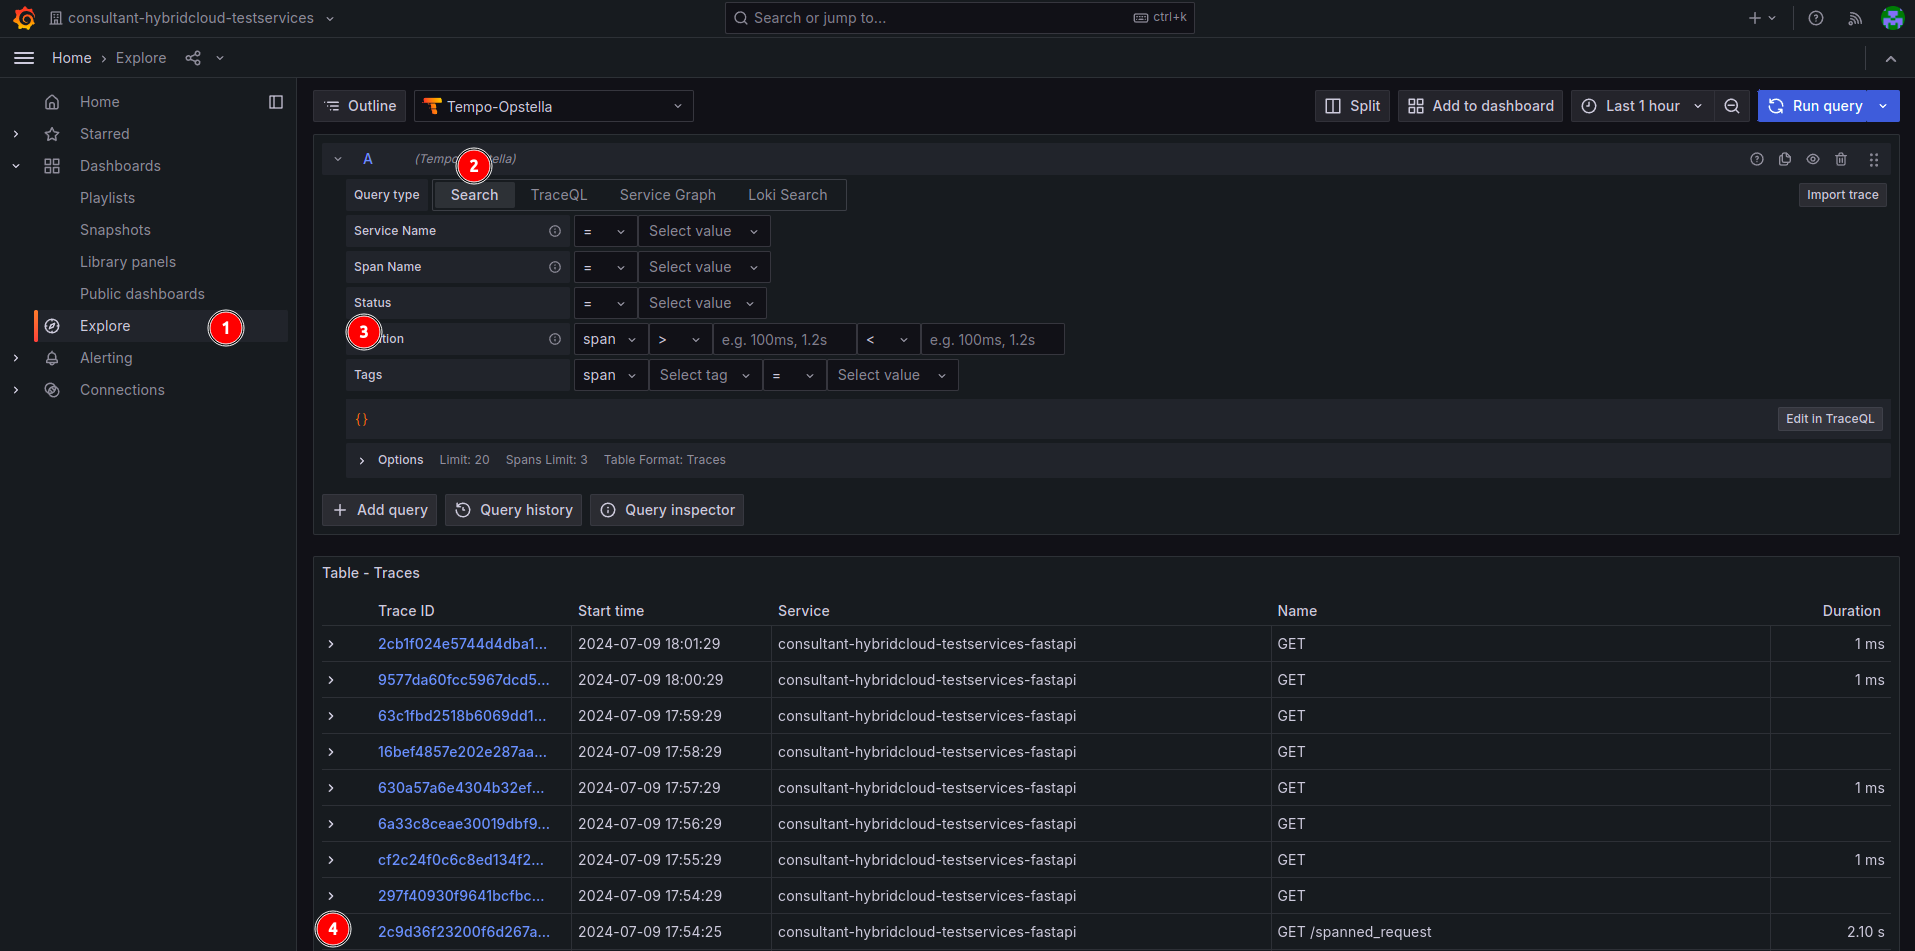 consultant-hybridcloud-testservices
Search or jump to...
ctrl+k
Home › Explore
Home
Starred
Dashboards
Playlists
Snapshots
Library panels
Public dashboards
Explore
1
Alerting
Connections
Outline
Tempo-Opstella
Split
Add to dashboard
Last 1 hour
Run query
A
2
Query type Search TraceQL Service Graph Loki Search
Import trace
Service Name = Select value
Span Name = Select value
Status = Select value
3
span > e.g. 100ms, 1.2s < e.g. 100ms, 1.2s
Tags span Select tag = Select value
{}
Edit in TraceQL
Options Limit: 20 Spans Limit: 3 Table Format: Traces
+ Add query
Query history
Query inspector
Table - Traces
Trace ID Start time Service Name Duration
2cb1f024e5744d4dba1... 2024-07-09 18:01:29 consultant-hybridcloud-testservices-fastapi GET 1 ms
9577da60fcc5967dcd5... 2024-07-09 18:00:29 consultant-hybridcloud-testservices-fastapi GET 1 ms
63c1fbd2518b6069dd1... 2024-07-09 17:59:29 consultant-hybridcloud-testservices-fastapi GET
16bef4857e202e287aa... 2024-07-09 17:58:29 consultant-hybridcloud-testservices-fastapi GET
630a57a6e4304b32ef... 2024-07-09 17:57:29 consultant-hybridcloud-testservices-fastapi GET 1 ms
6a33c8ceae30019dbf9... 2024-07-09 17:56:29 consultant-hybridcloud-testservices-fastapi GET
cf2c24f0c6c8ed134f2... 2024-07-09 17:55:29 consultant-hybridcloud-testservices-fastapi GET 1 ms
297f40930f9641bcfbc... 2024-07-09 17:54:29 consultant-hybridcloud-testservices-fastapi GET
4
2c9d36f23200f6d267a... 2024-07-09 17:54:25 consultant-hybridcloud-testservices-fastapi GET /spanned_request 2.10 s